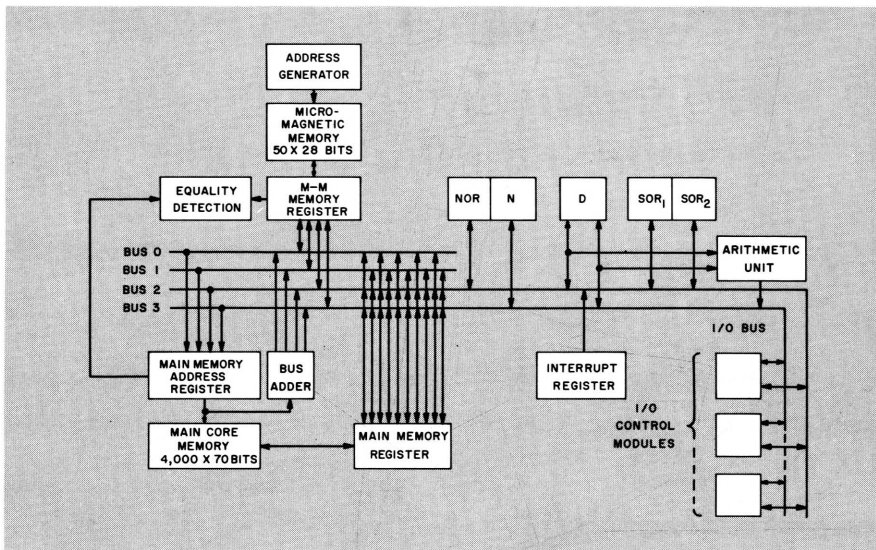 ADDRESS
GENERATOR
MICRO-
MAGNETIC
MEMORY
50 X 28 BITS
EQUALITY
DETECTION
M-M
MEMORY
REGISTER
NOR
N
D
SOR1
SOR2
ARITHMETIC
UNIT
BUS 0
BUS 1
BUS 2
BUS 3
I/O BUS
MAIN MEMORY
ADDRESS
REGISTER
BUS
ADDER
INTERRUPT
REGISTER
I/O
CONTROL
MODULES
MAIN CORE
MEMORY
4,000 X 70 BITS
MAIN MEMORY
REGISTER